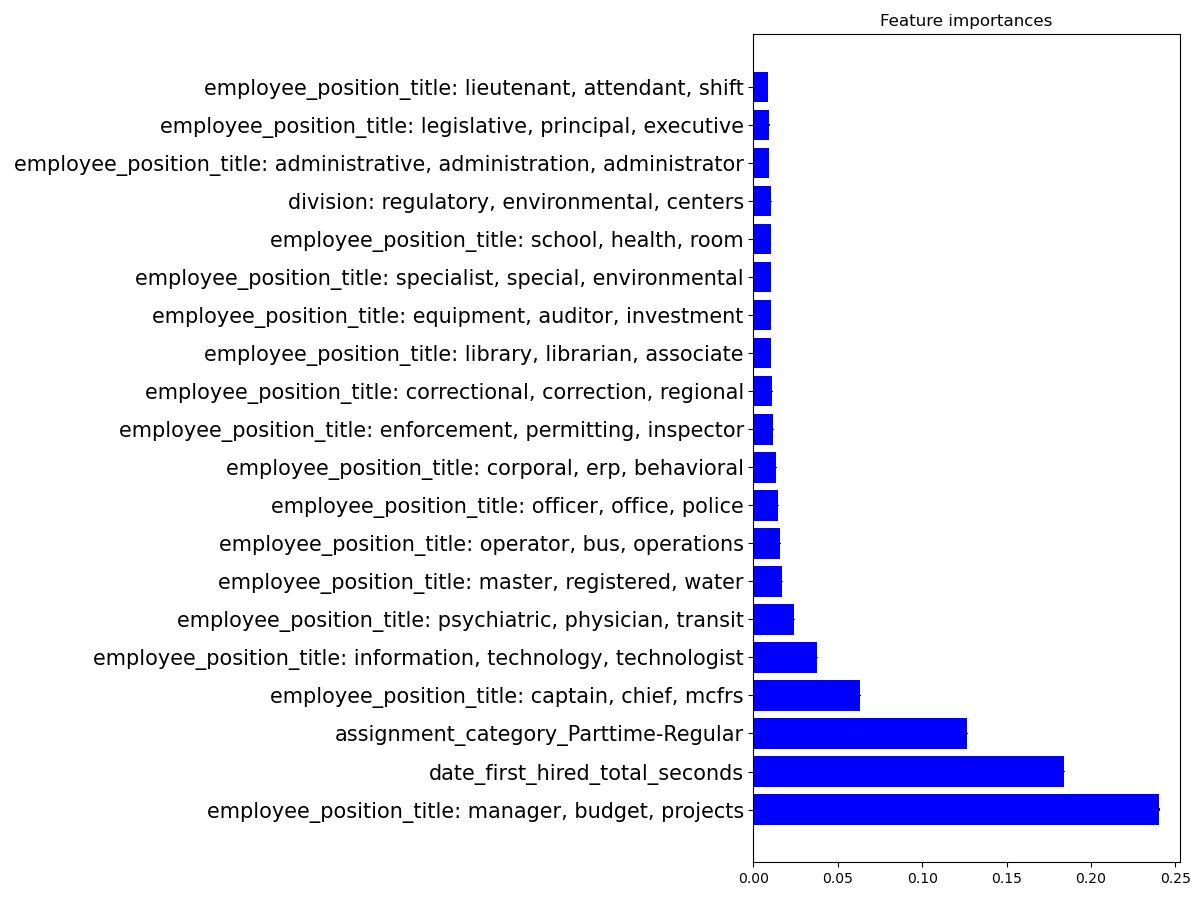 Feature importances
employee_position_title: lieutenant, attendant, shift
employee_position_title: legislative, principal, executive
employee_position_title: administrative, administration, administrator
division: regulatory, environmental, centers
employee_position_title: school, health, room
employee_position_title: specialist, special, environmental
employee_position_title: equipment, auditor, investment
employee_position_title: library, librarian, associate
employee_position_title: correctional, correction, regional
employee_position_title: enforcement, permitting, inspector
employee_position_title: corporal, erp, behavioral
employee_position_title: officer, office, police
employee_position_title: operator, bus, operations
employee_position_title: master, registered, water
employee_position_title: psychiatric, physician, transit
employee_position_title: information, technology, technologist
employee_position_title: captain, chief, mcfrs
assignment_category_Parttime-Regular
date_first_hired_total_seconds
employee_position_title: manager, budget, projects
0.00 0.05 0.10 0.15 0.20 0.25